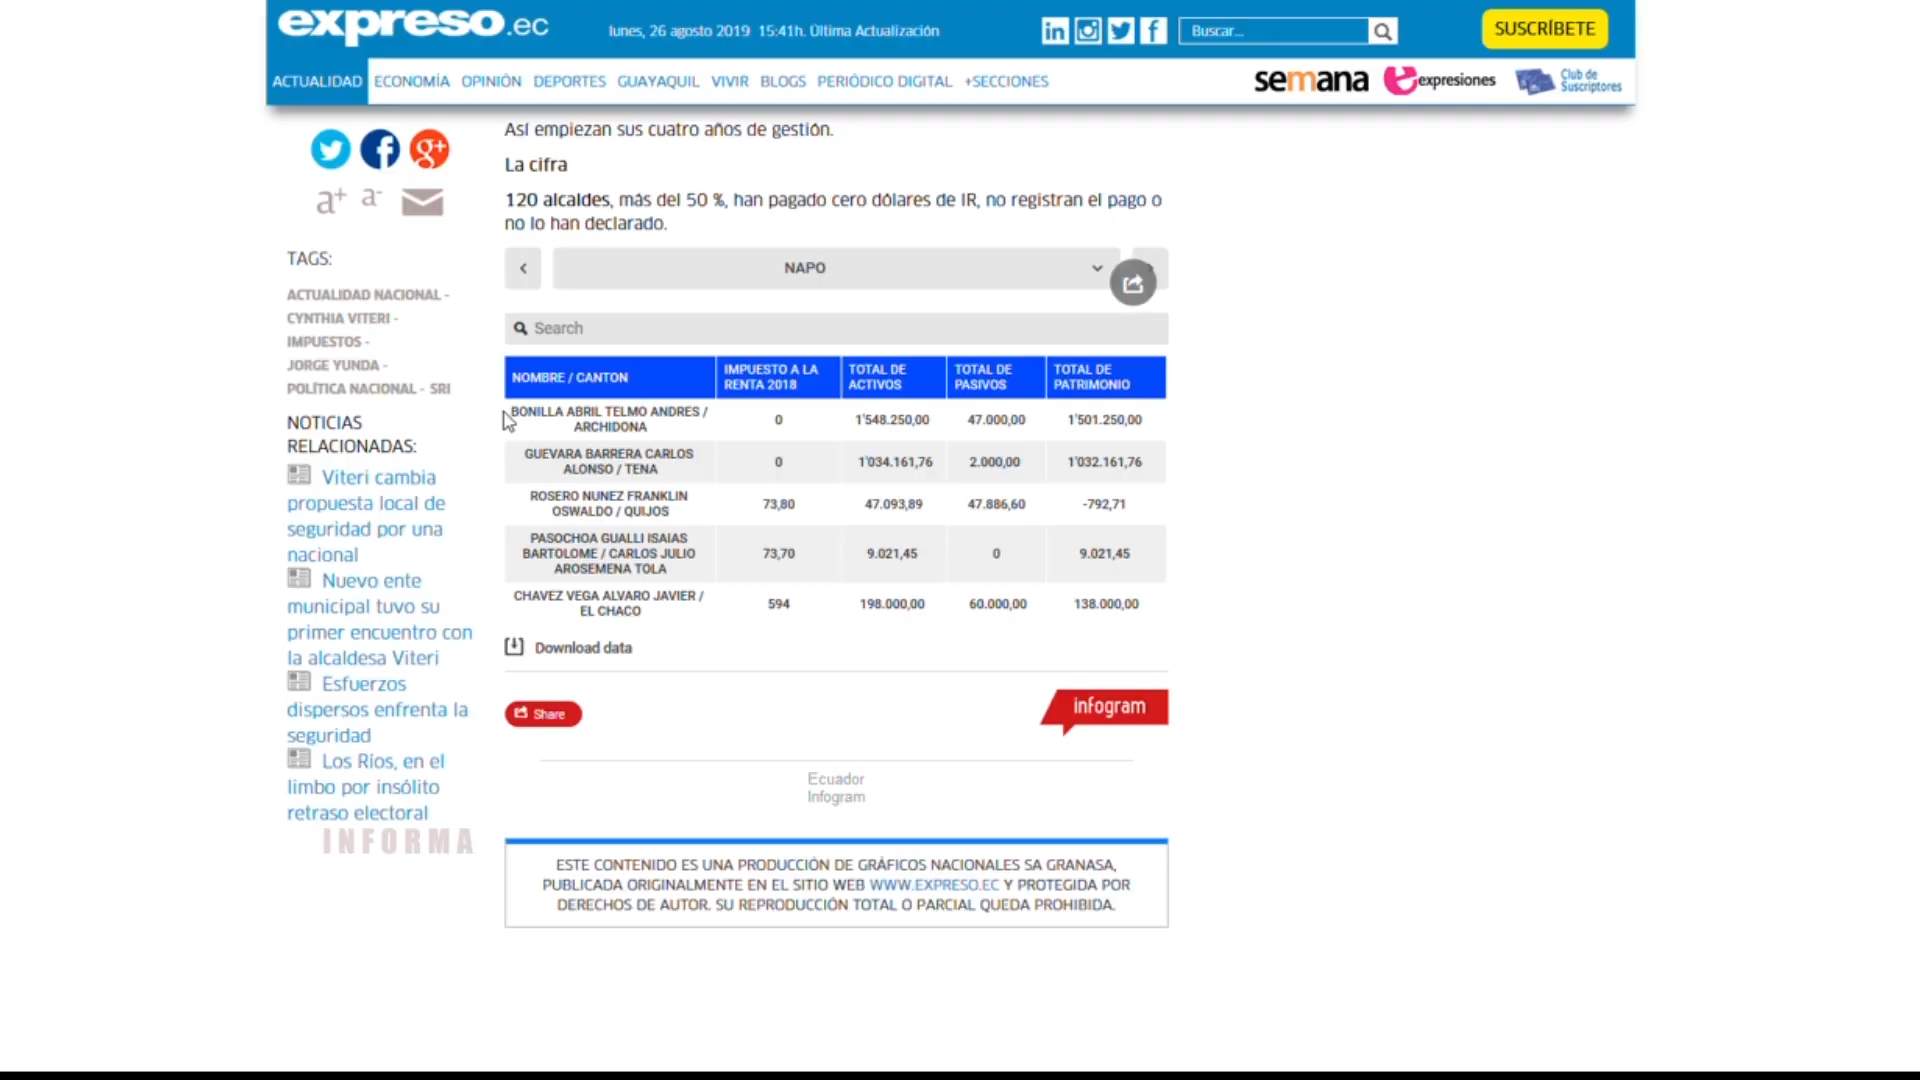 expreso.ec
lunes, 26 agosto 2019 15:41h. Última Actualización
Buscar...
SUSCRÍBETE
ACTUALIDAD ECONOMÍA OPINIÓN DEPORTES GUAYAQUIL VIVIR BLOGS PERIÓDICO DIGITAL +SECCIONES
semana
expresiones
Club de
Suscriptores
a+ a-
TAGS:
ACTUALIDAD NACIONAL -
CYNTHIA VITERI -
IMPUESTOS -
JORGE YUNDA -
POLÍTICA NACIONAL - SRI
NOTICIAS
RELACIONADAS:
Viteri cambia
propuesta local de
seguridad por una
nacional
Nuevo ente
municipal tuvo su
primer encuentro con
la alcaldesa Viteri
Esfuerzos
dispersos enfrenta la
seguridad
Los Ríos, en el
limbo por insólito
retraso electoral
INFORMA
Así empiezan sus cuatro años de gestión.
La cifra
120 alcaldes, más del 50 %, han pagado cero dólares de IR, no registran el pago o
no lo han declarado.
NAPO
Search
NOMBRE / CANTON
IMPUESTO A LA
RENTA 2018
TOTAL DE
ACTIVOS
TOTAL DE
PASIVOS
TOTAL DE
PATRIMONIO
BONILLA ABRIL TELMO ANDRES /
ARCHIDONA
0 1'548.250,00 47.000,00 1'501.250,00
GUEVARA BARRERA CARLOS
ALONSO / TENA
0 1'034.161,76 2.000,00 1'032.161,76
ROSERO NUNEZ FRANKLIN
OSWALDO / QUIJOS
73,80 47.093,89 47.886,60 -792,71
PASOCHOA GUALLI ISAIAS
BARTOLOME / CARLOS JULIO
AROSEMENA TOLA
73,70 9.021,45 0 9.021,45
CHAVEZ VEGA ALVARO JAVIER /
EL CHACO
594 198.000,00 60.000,00 138.000,00
Download data
Share
infogram
Ecuador
Infogram
ESTE CONTENIDO ES UNA PRODUCCIÓN DE GRÁFICOS NACIONALES SA GRANASA,
PUBLICADA ORIGINALMENTE EN EL SITIO WEB WWW.EXPRESO.EC Y PROTEGIDA POR
DERECHOS DE AUTOR. SU REPRODUCCIÓN TOTAL O PARCIAL QUEDA PROHIBIDA.